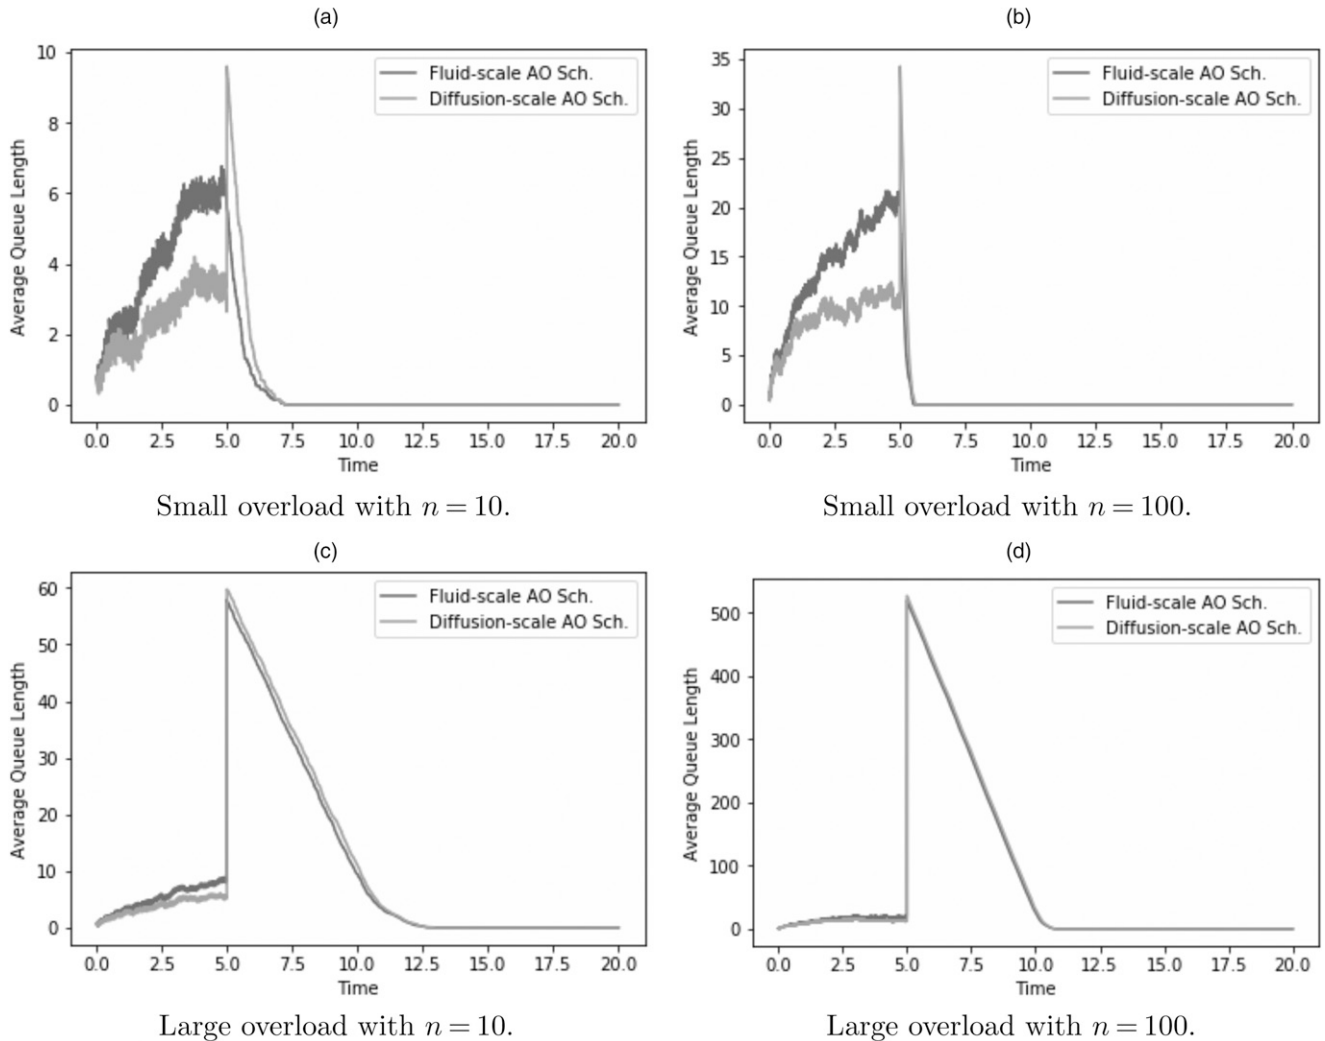 (a)
10
8
6
4
2
0
Average Queue Length
Fluid-scale AO Sch.
Diffusion-scale AO Sch.
0.0 2.5 5.0 7.5 10.0 12.5 15.0 17.5 20.0
Time
Small overload with n = 10.
(b)
35
30
25
20
15
10
5
0
Average Queue Length
Fluid-scale AO Sch.
Diffusion-scale AO Sch.
0.0 2.5 5.0 7.5 10.0 12.5 15.0 17.5 20.0
Time
Small overload with n = 100.
(c)
60
50
40
30
20
10
0
Average Queue Length
Fluid-scale AO Sch.
Diffusion-scale AO Sch.
0.0 2.5 5.0 7.5 10.0 12.5 15.0 17.5 20.0
Time
Large overload with n = 10.
(d)
500
400
300
200
100
0
Average Queue Length
Fluid-scale AO Sch.
Diffusion-scale AO Sch.
0.0 2.5 5.0 7.5 10.0 12.5 15.0 17.5 20.0
Time
Large overload with n = 100.